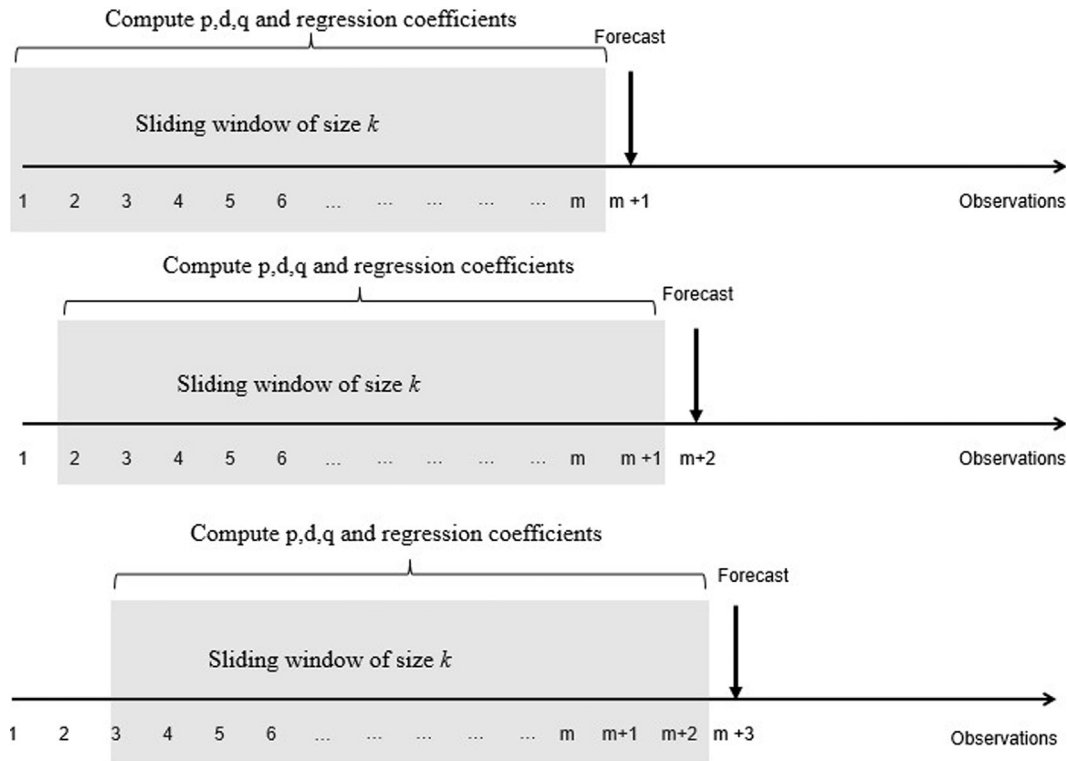 Compute p,d,q and regression coefficients
Forecast
Sliding window of size k
1 2 3 4 5 6 ... ... ... ... ... m m +1 Observations
Compute p,d,q and regression coefficients
Forecast
Sliding window of size k
1 2 3 4 5 6 ... ... ... ... ... m m +1 m+2 Observations
Compute p,d,q and regression coefficients
Forecast
Sliding window of size k
1 2 3 4 5 6 ... ... ... ... ... m m+1 m+2 m +3 Observations